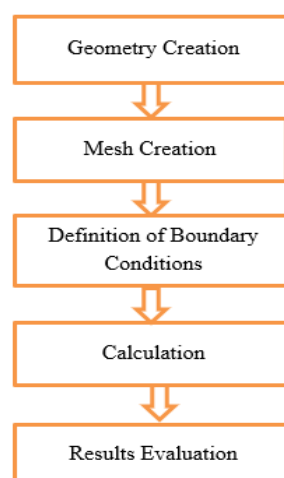 Geometry Creation
Mesh Creation
Definition of Boundary
Conditions
Calculation
Results Evaluation